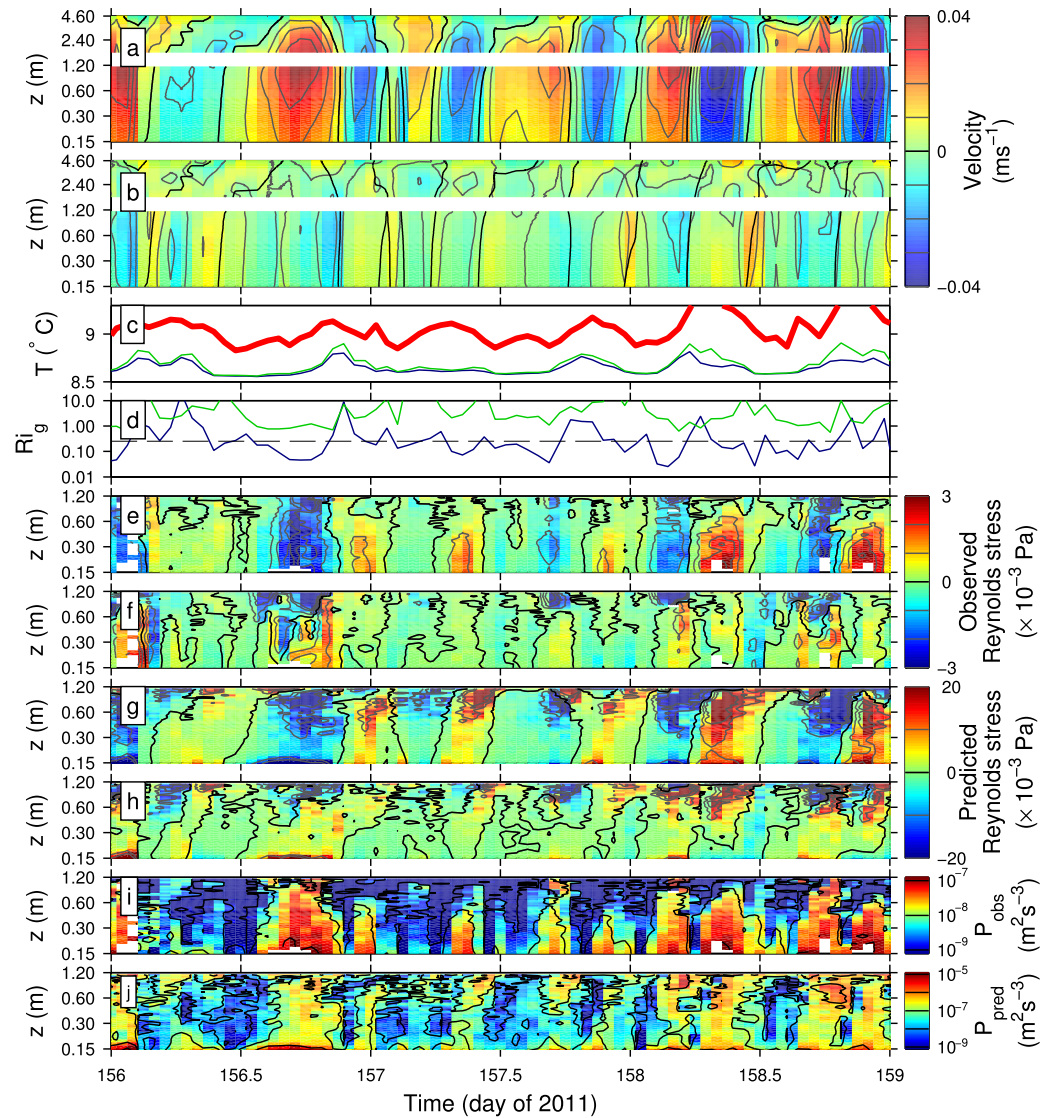 4.60
2.40
1.20
0.60
0.30
0.15
z (m)
a
0.04
0
−0.04
Velocity
(ms⁻¹)
4.60
2.40
1.20
0.60
0.30
0.15
z (m)
b
9
8.5
T (° C)
c
10.0
1.00
0.10
0.01
Ri_g
d
1.20
0.60
0.30
0.15
z (m)
e
3
0
−3
Observed
Reynolds stress
(× 10⁻³ Pa)
1.20
0.60
0.30
0.15
z (m)
f
1.20
0.60
0.30
0.15
z (m)
g
20
0
−20
Predicted
Reynolds stress
(× 10⁻³ Pa)
1.20
0.60
0.30
0.15
z (m)
h
1.20
0.60
0.30
0.15
z (m)
i
10⁻⁷
10⁻⁸
10⁻⁹
P_obs
(m²s⁻³)
1.20
0.60
0.30
0.15
z (m)
j
10⁻⁵
10⁻⁷
10⁻⁹
P_pred
(m²s⁻³)
156 156.5 157 157.5 158 158.5 159
Time (day of 2011)